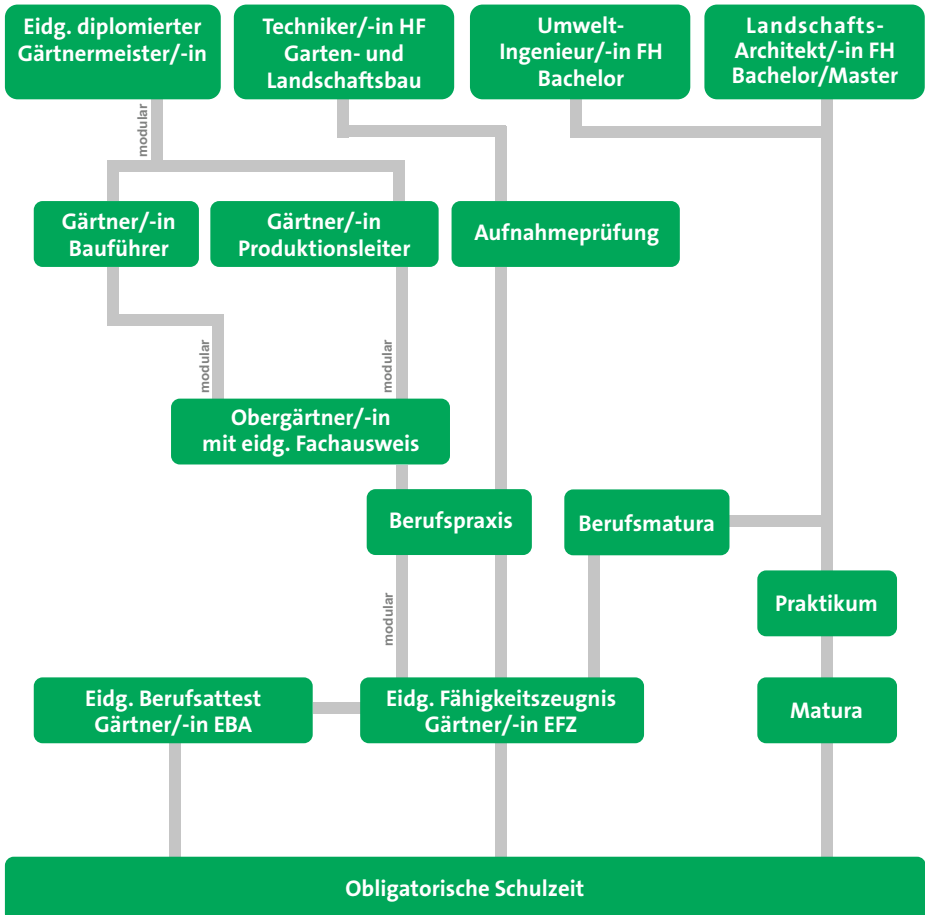 Eidg. diplomierter
Gärtnermeister/-in
Techniker/-in HF
Garten- und
Landschaftsbau
Umwelt-
Ingenieur/-in FH
Bachelor
Landschafts-
Architekt/-in FH
Bachelor/Master
modular
Gärtner/-in
Bauführer
Gärtner/-in
Produktionsleiter
Aufnahmeprüfung
modular
modular
Obergärtner/-in
mit eidg. Fachausweis
Berufspraxis
Berufsmatura
Praktikum
modular
Eidg. Berufsattest
Gärtner/-in EBA
Eidg. Fähigkeitszeugnis
Gärtner/-in EFZ
Matura
Obligatorische Schulzeit